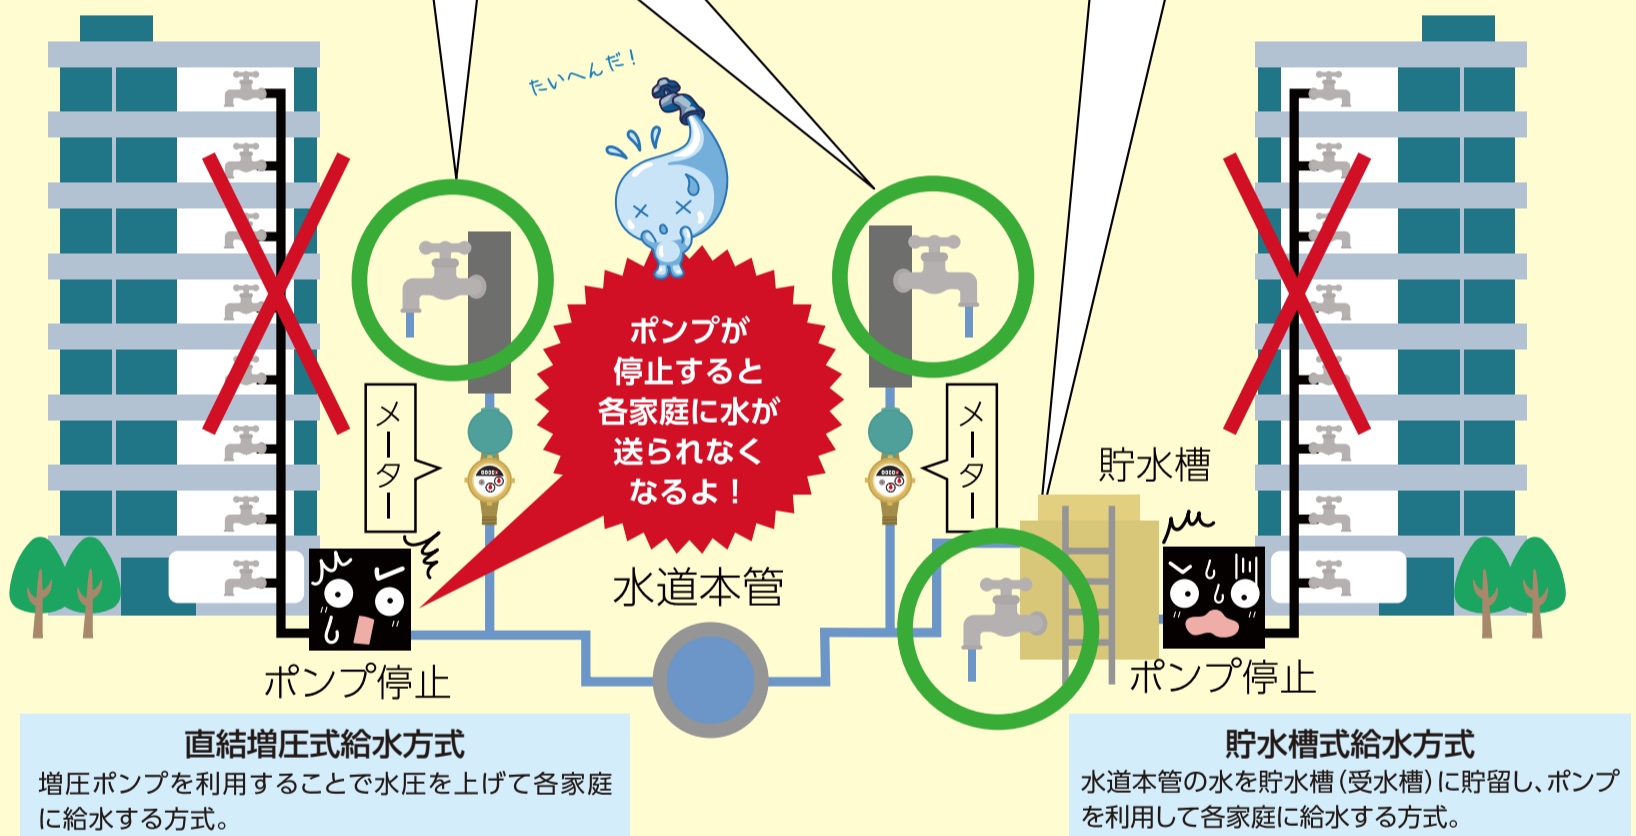 たいへんだ！
ポンプが
停止すると
各家庭に水が
送られなく
なるよ！
メーター
メーター
貯水槽
水道本管
ポンプ停止
ポンプ停止
直結増圧式給水方式
増圧ポンプを利用することで水圧を上げて各家庭
に給水する方式。
貯水槽式給水方式
水道本管の水を貯水槽（受水槽）に貯留し、ポンプ
を利用して各家庭に給水する方式。